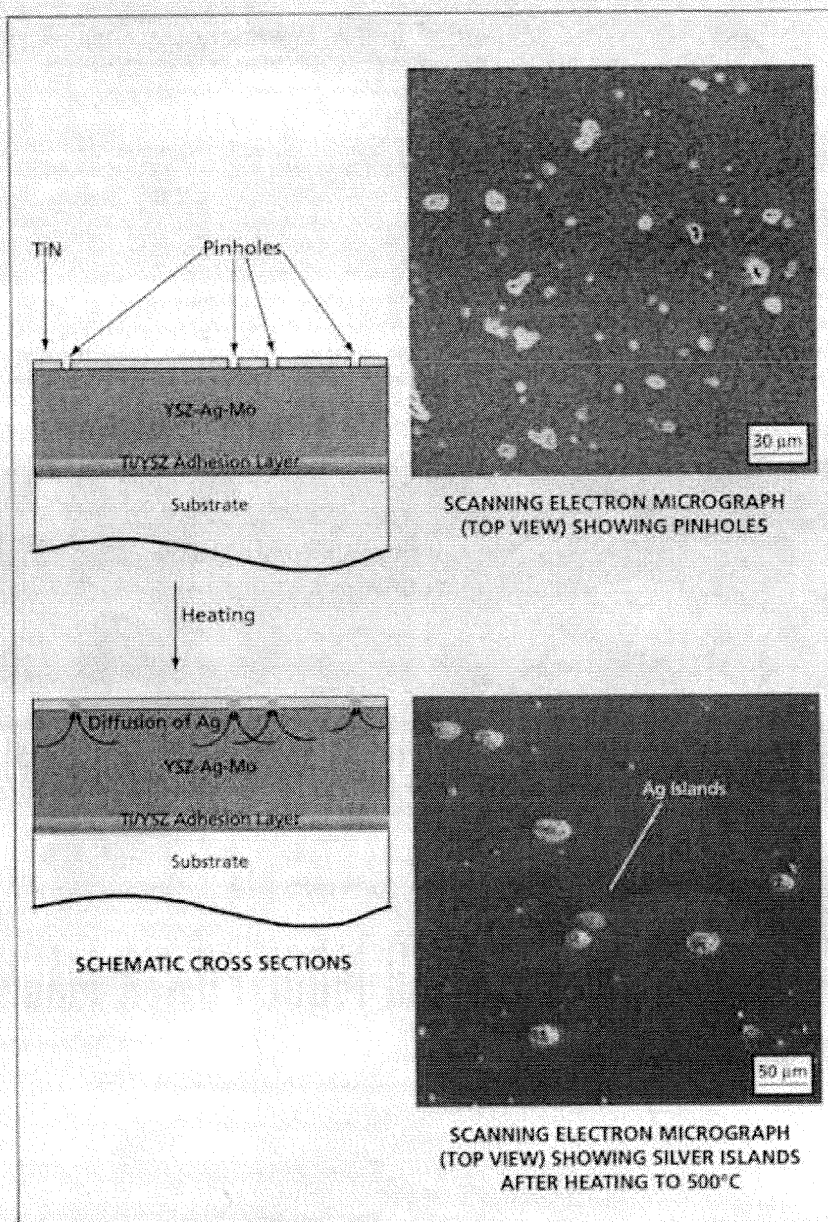 TiN
Pinholes
YSZ-Ag-Mo
Ti/YSZ Adhesion Layer
Substrate
30 µm
SCANNING ELECTRON MICROGRAPH
(TOP VIEW) SHOWING PINHOLES
Heating
Diffusion of Ag
YSZ-Ag-Mo
Ti/YSZ Adhesion Layer
Substrate
SCHEMATIC CROSS SECTIONS
Ag Islands
50 µm
SCANNING ELECTRON MICROGRAPH
(TOP VIEW) SHOWING SILVER ISLANDS
AFTER HEATING TO 500°C